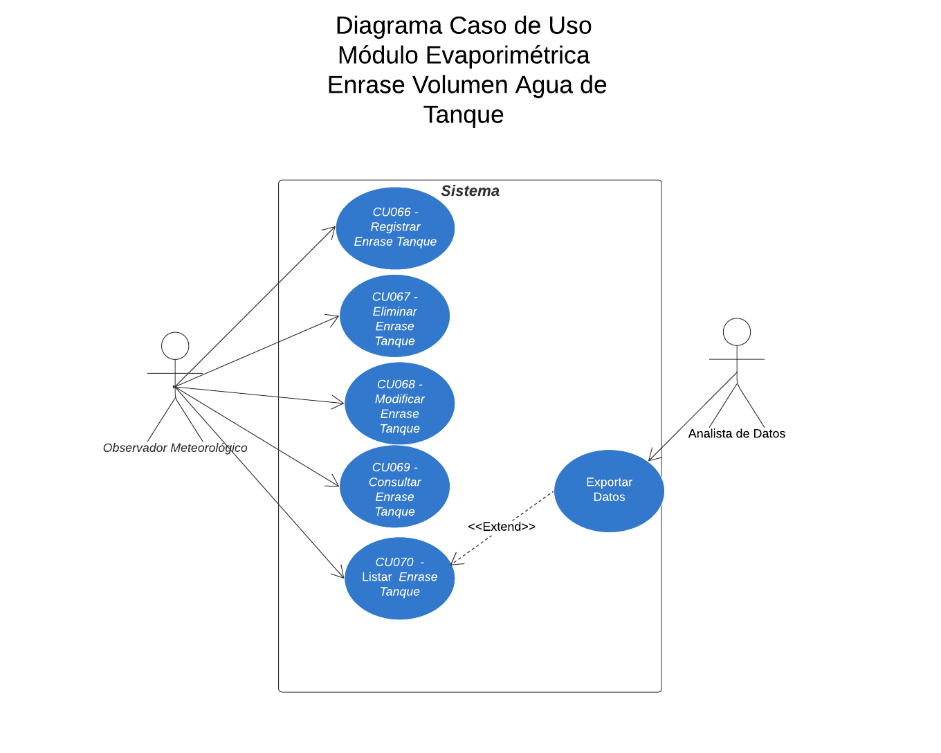 Diagrama Caso de Uso
Módulo Evaporimétrica
Enrase Volumen Agua de
Tanque
Sistema
CU066 -
Registrar
Enrase Tanque
CU067 -
Eliminar
Enrase
Tanque
CU068 -
Modificar
Enrase
Tanque
Observador Meteorológico
Analista de Datos
CU069 -
Consultar
Enrase
Tanque
Exportar
Datos
<<Extend>>
CU070 -
Listar Enrase
Tanque